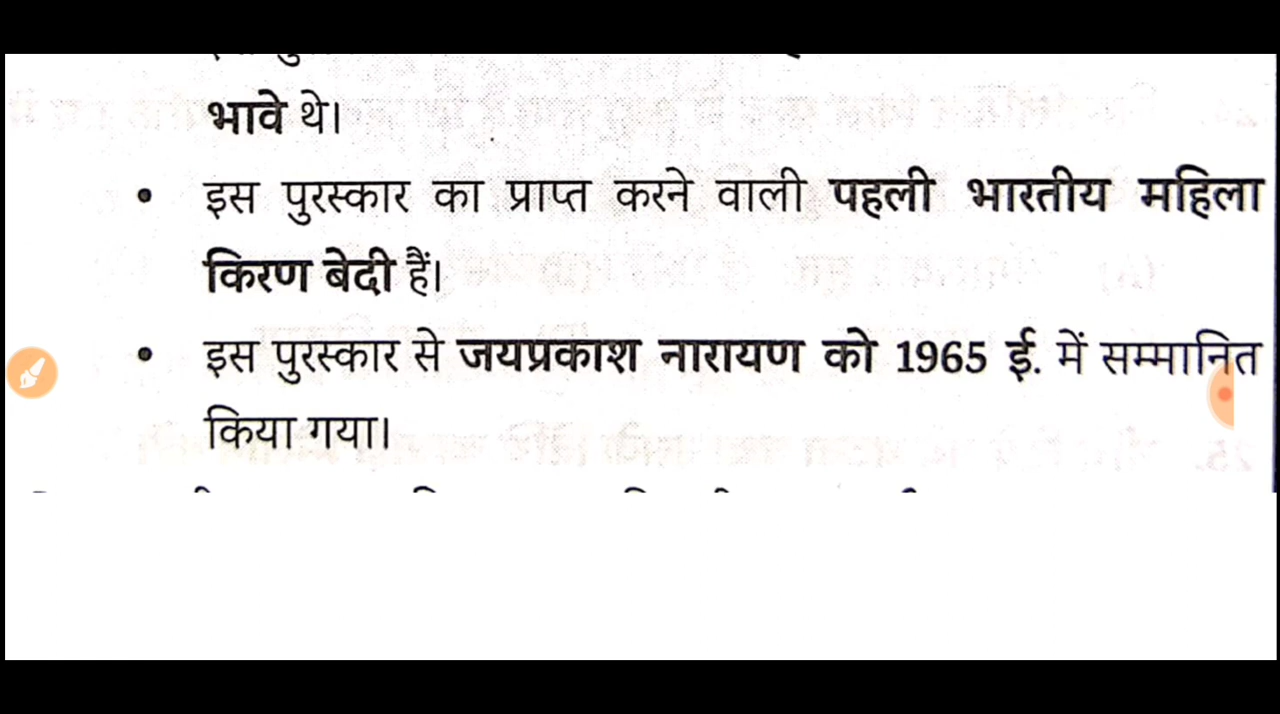 भावे थे।
• इस पुरस्कार का प्राप्त करने वाली पहली भारतीय महिला
किरण बेदी हैं।
• इस पुरस्कार से जयप्रकाश नारायण को 1965 ई. में सम्मानित
किया गया।